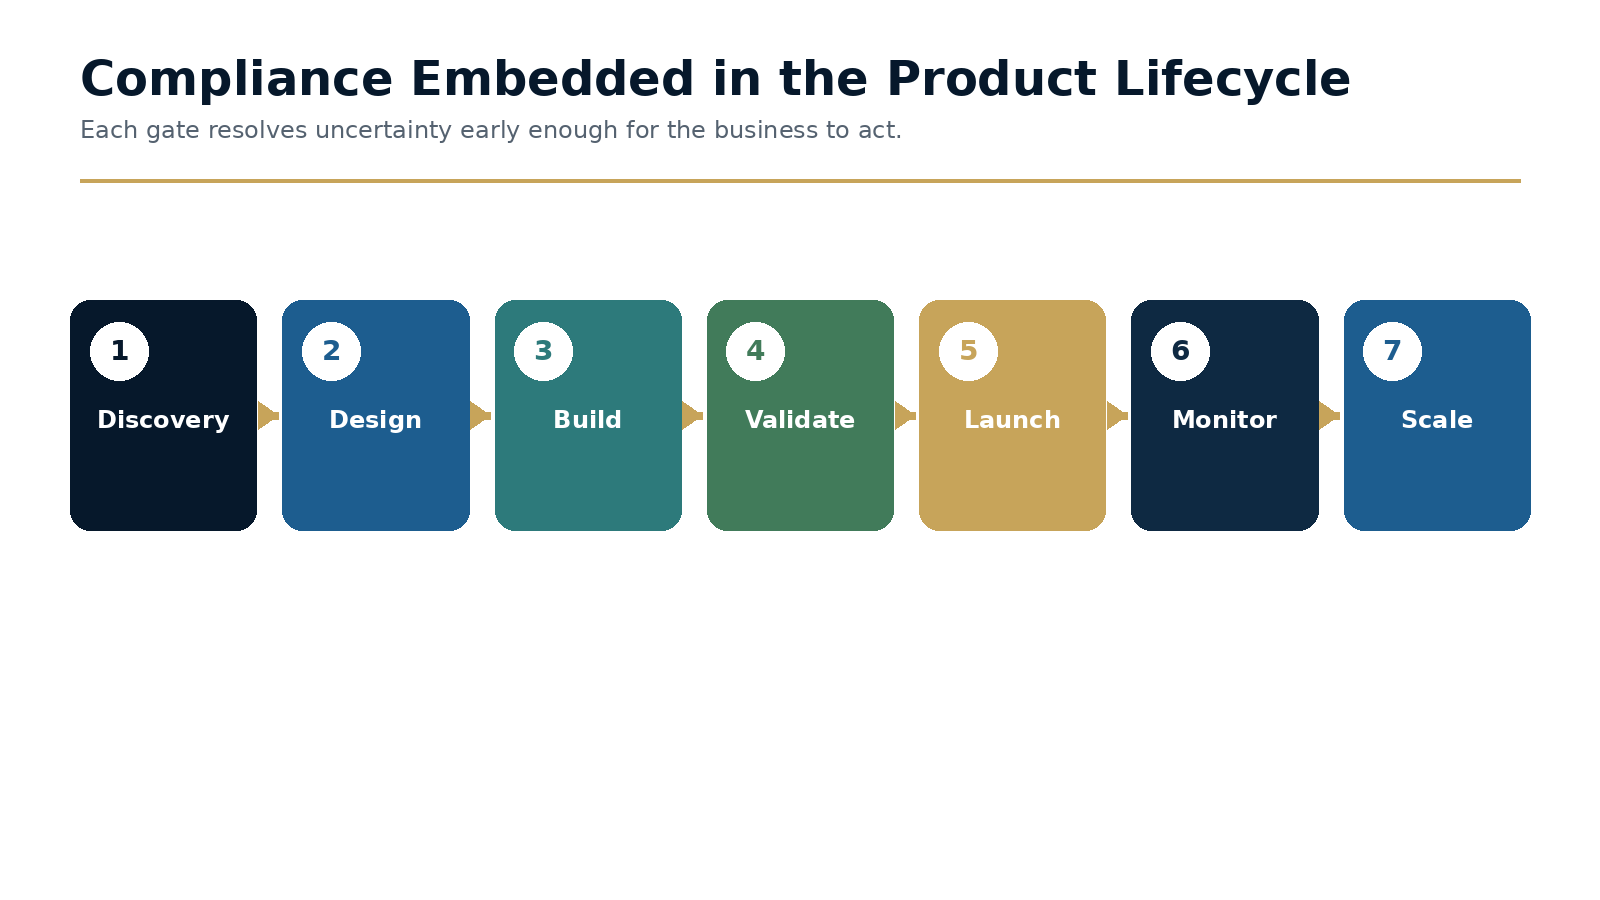 Compliance Embedded in the Product Lifecycle
Each gate resolves uncertainty early enough for the business to act.
1
Discovery
2
Design
3
Build
4
Validate
5
Launch
6
Monitor
7
Scale